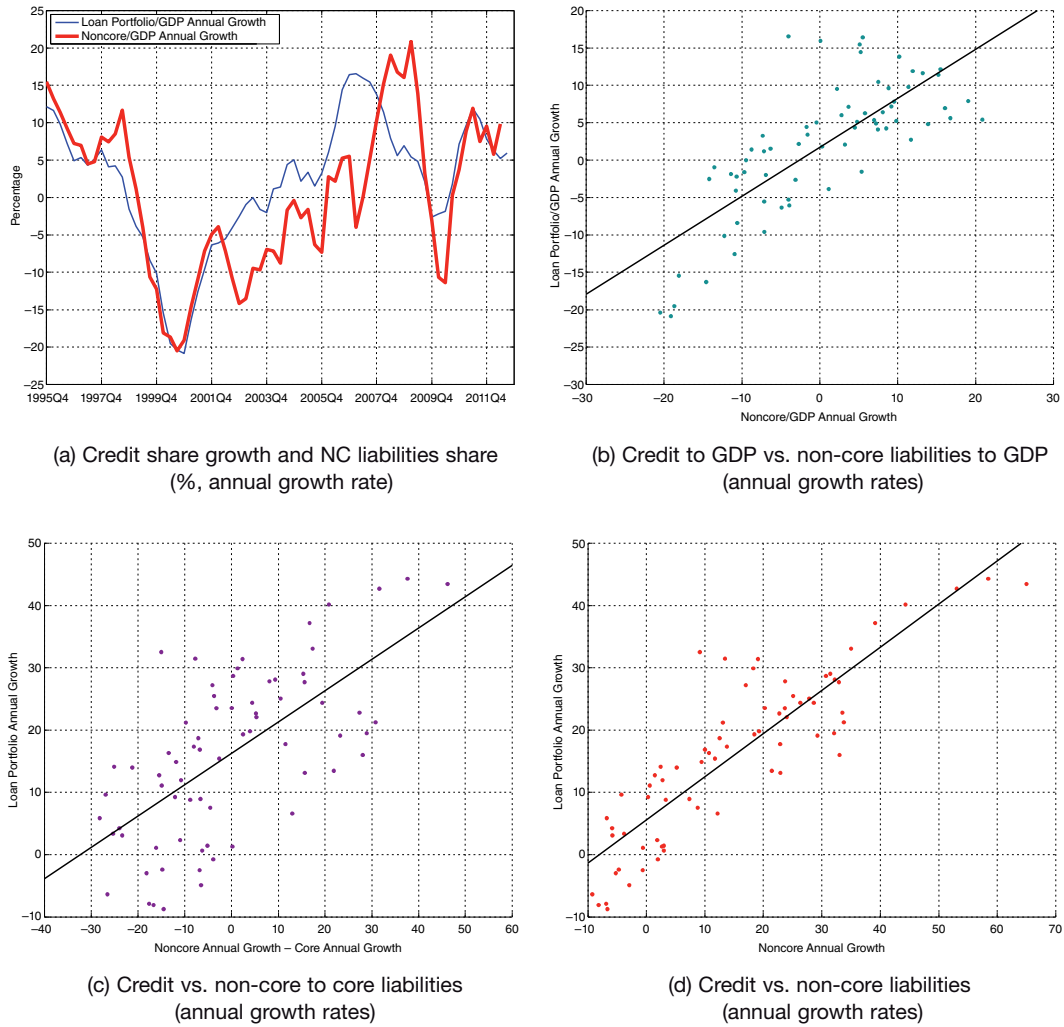 Loan Portfolio/GDP Annual Growth
Noncore/GDP Annual Growth
Percentage
25
20
15
10
5
0
−5
−10
−15
−20
−25
1995Q4 1997Q4 1999Q4 2001Q4 2003Q4 2005Q4 2007Q4 2009Q4 2011Q4
(a) Credit share growth and NC liabilities share
(%, annual growth rate)
Loan Portfolio/GDP Annual Growth
20
15
10
5
0
−5
−10
−15
−20
−25
30
−30 −20 −10 0 10 20 30
Noncore/GDP Annual Growth
(b) Credit to GDP vs. non-core liabilities to GDP
(annual growth rates)
Loan Portfolio Annual Growth
50
40
30
20
10
0
−10
−40 −30 −20 −10 0 10 20 30 40 50 60
Noncore Annual Growth – Core Annual Growth
(c) Credit vs. non-core to core liabilities
(annual growth rates)
Loan Portfolio Annual Growth
50
40
30
20
10
0
−10
−10 0 10 20 30 40 50 60 70
Noncore Annual Growth
(d) Credit vs. non-core liabilities
(annual growth rates)